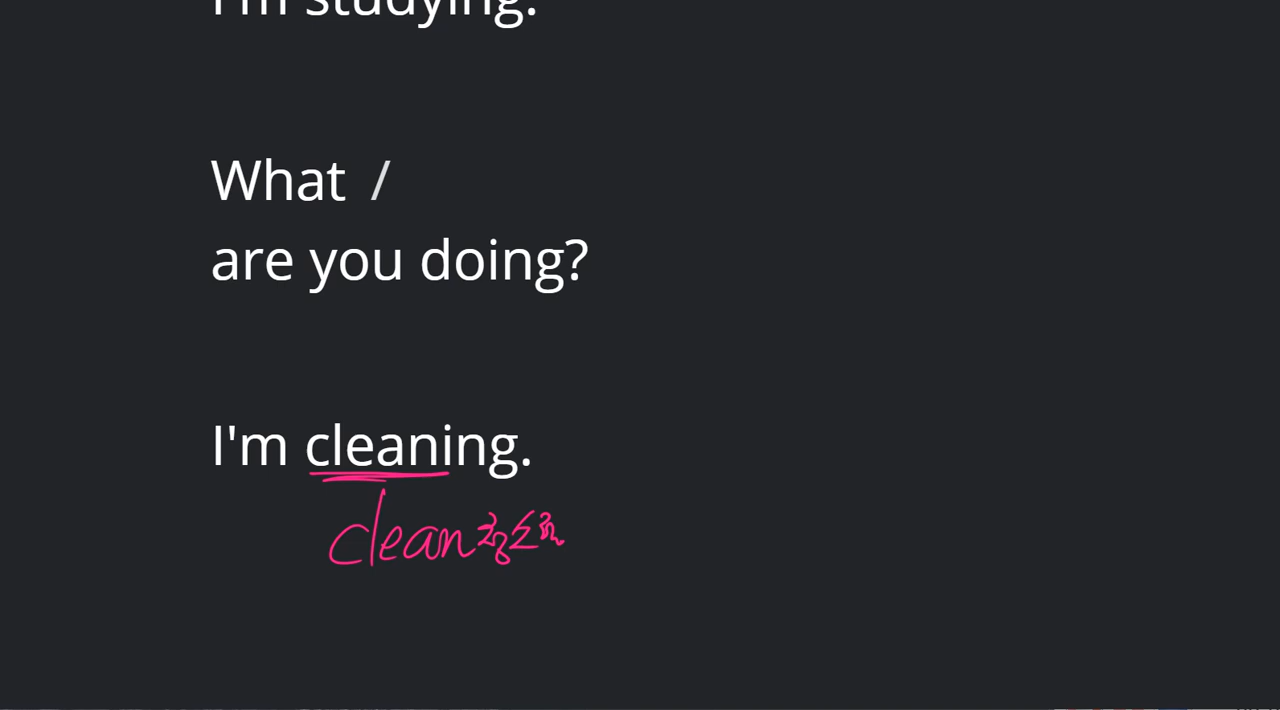 I'm studying.
What /
are you doing?
I'm cleaning.
clean